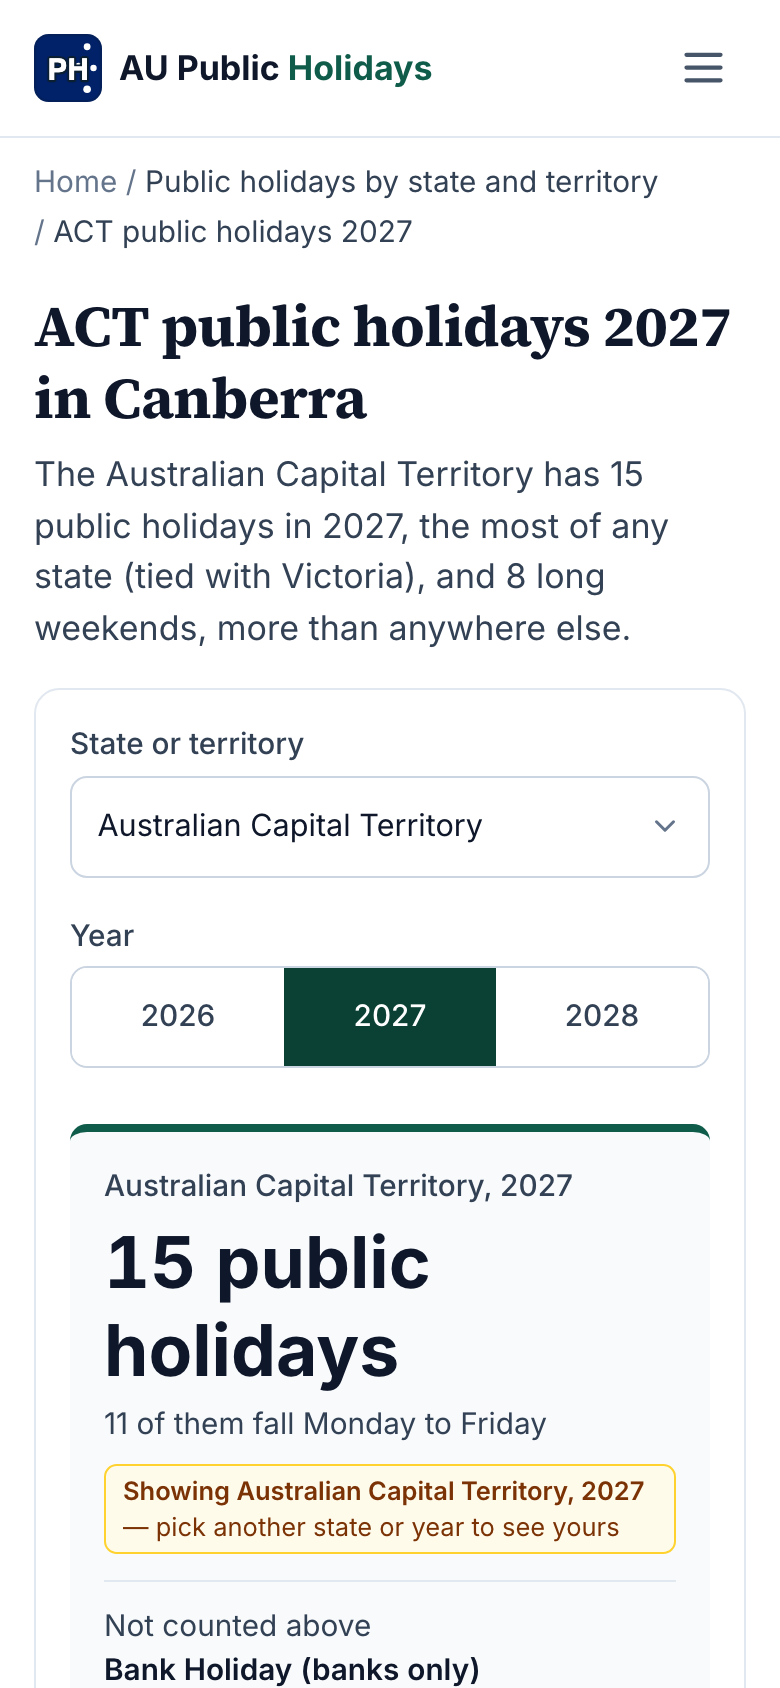 PH
AU Public Holidays
Home / Public holidays by state and territory
/ ACT public holidays 2027
ACT public holidays 2027
in Canberra
The Australian Capital Territory has 15
public holidays in 2027, the most of any
state (tied with Victoria), and 8 long
weekends, more than anywhere else.
State or territory
Australian Capital Territory
Year
2026 2027 2028
Australian Capital Territory, 2027
15 public
holidays
11 of them fall Monday to Friday
Showing Australian Capital Territory, 2027
— pick another state or year to see yours
Not counted above
Bank Holiday (banks only)